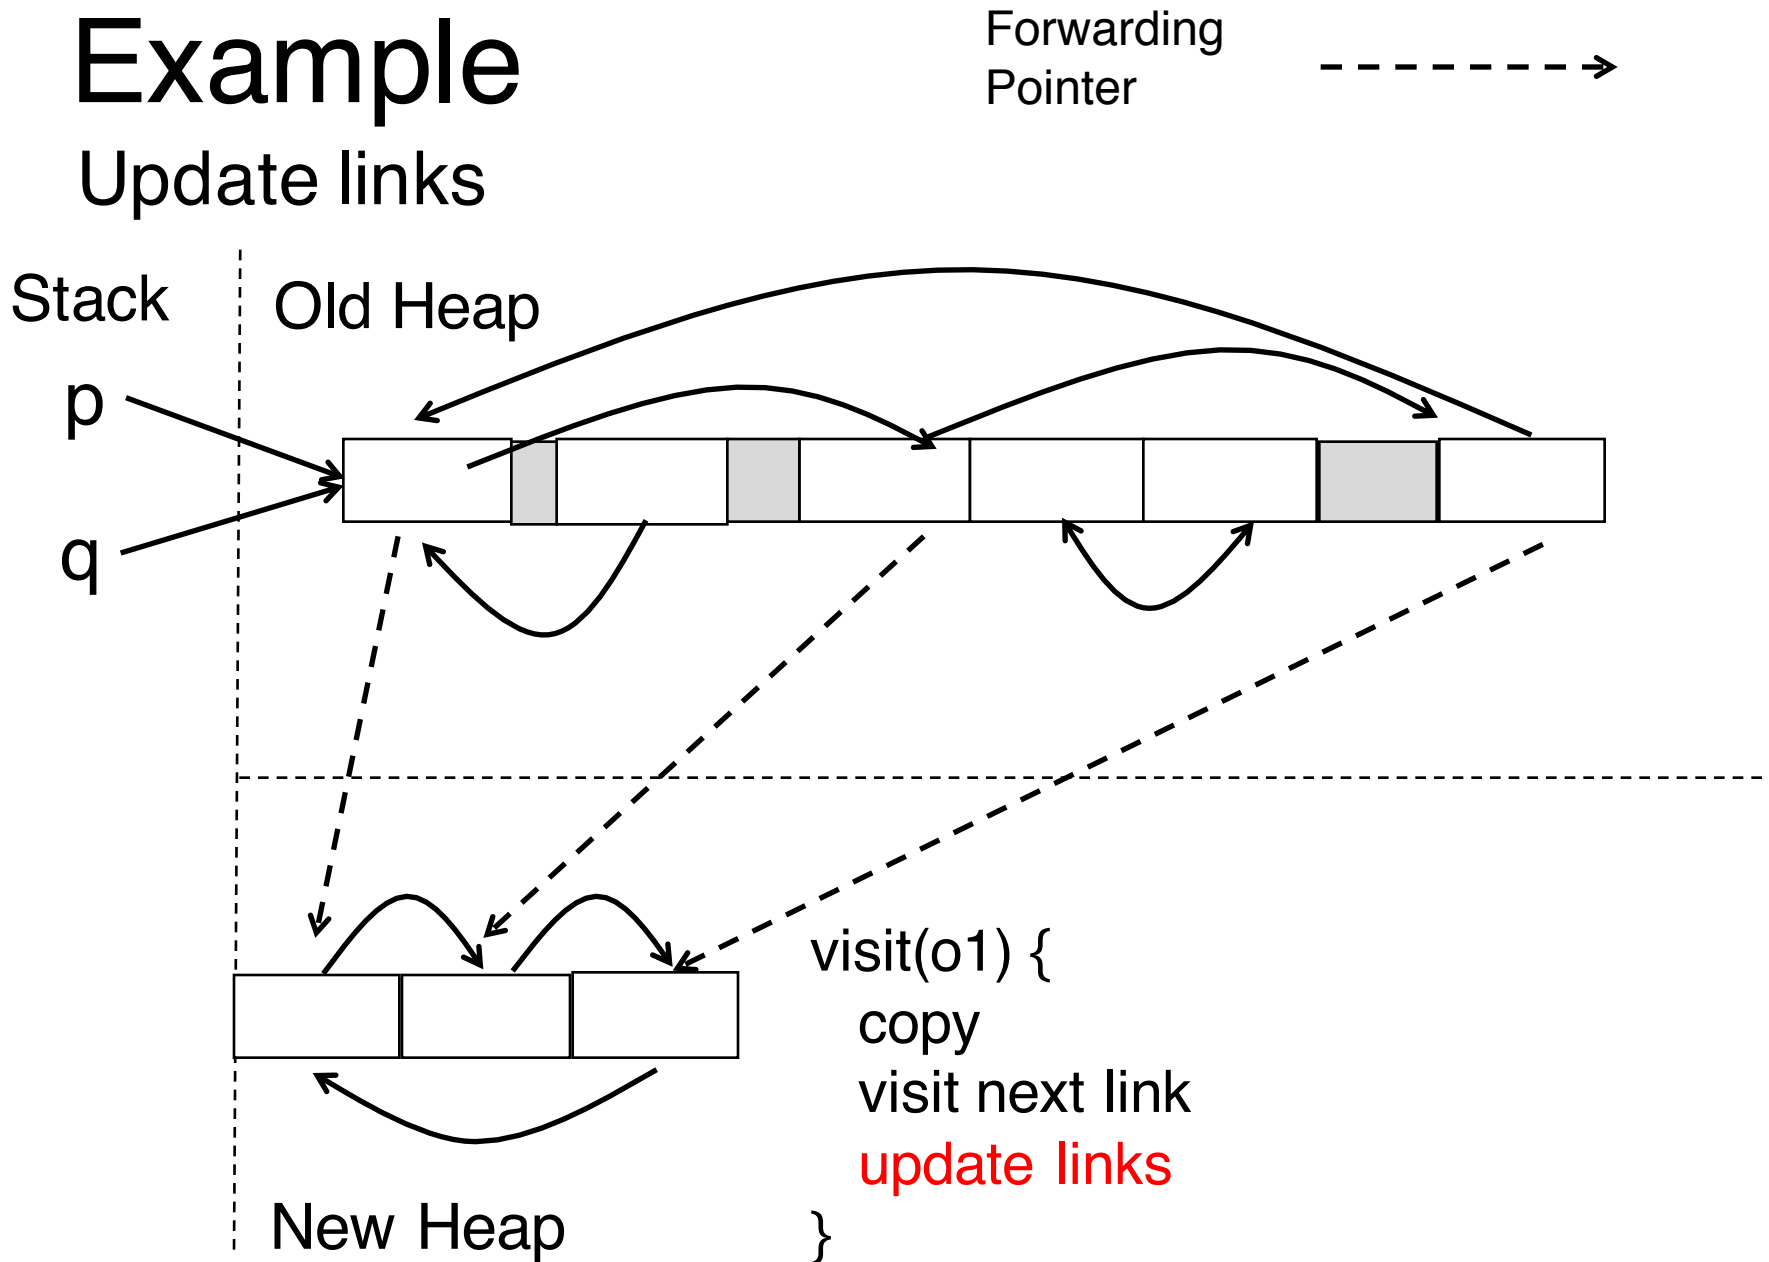 Example
Update links
Forwarding
Pointer
Stack
Old Heap
p
q
visit(o1) {
copy
visit next link
update links
}
New Heap